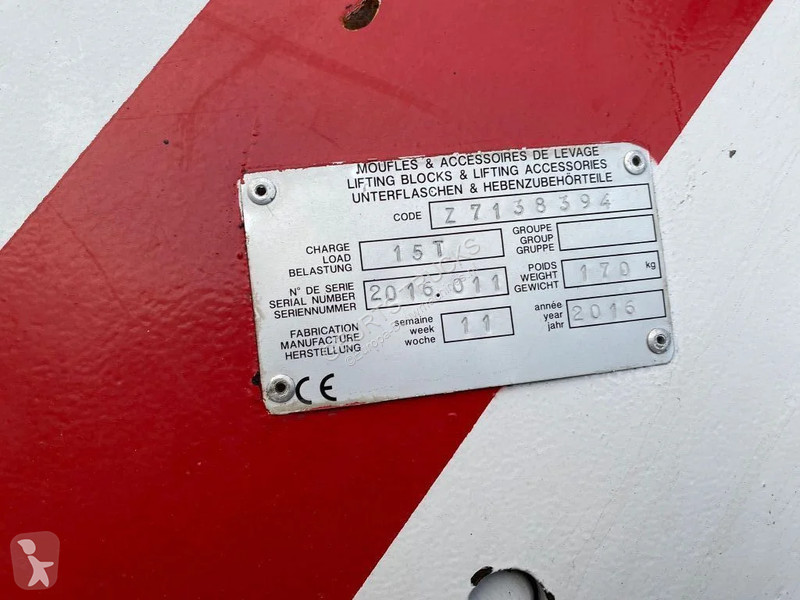 MOUFLES & ACCESSOIRES DE LEVAGE
LIFTING BLOCKS & LIFTING ACCESSORIES
UNTERFLASCHEN & HEBENZUBEHÖRTEILE
CODE Z7138394
CHARGE
LOAD
BELASTUNG
15T
GROUPE
GROUP
GRUPPE
N° DE SERIE
SERIAL NUMBER
SERIENNUMMER
2016.011
POIDS
WEIGHT
GEWICHT
170 kg
FABRICATION
MANUFACTURE
HERSTELLUNG
semaine
week
woche
11
année
year
jahr
2016
CE